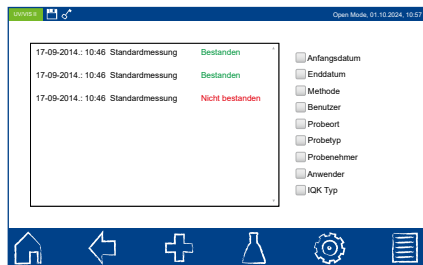 UV/VIS II
Open Mode, 01.10.2024, 10:57
17-09-2014.: 10:46 Standardmessung Bestanden
17-09-2014.: 10:46 Standardmessung Bestanden
17-09-2014.: 10:46 Standardmessung Nicht bestanden
Anfangsdatum
Enddatum
Methode
Benutzer
Probeort
Probetyp
Probenehmer
Anwender
IQK Typ